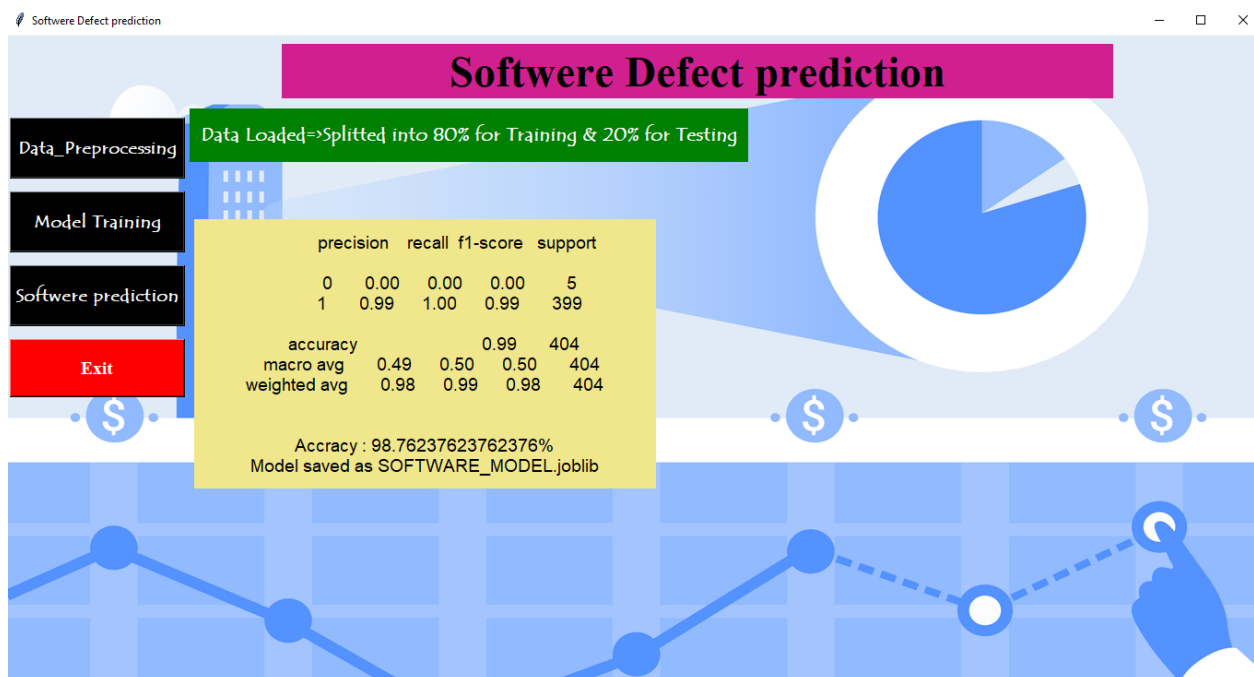 Softwere Defect prediction
Softwere Defect prediction
Data Loaded=>Splitted into 80% for Training & 20% for Testing
Data_Preprocessing
Model Training
Softwere prediction
Exit
precision recall f1-score support
0 0.00 0.00 0.00 5
1 0.99 1.00 0.99 399
accuracy 0.99 404
macro avg 0.49 0.50 0.50 404
weighted avg 0.98 0.99 0.98 404
Accracy : 98.76237623762376%
Model saved as SOFTWARE_MODEL.joblib
$
$
$